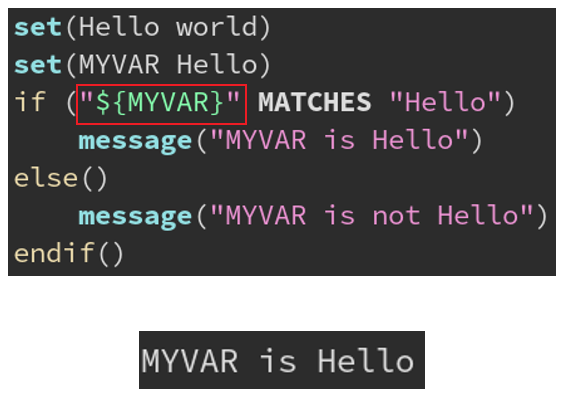 set(Hello world)
set(MYVAR Hello)
if ("${MYVAR}" MATCHES "Hello")
    message("MYVAR is Hello")
else()
    message("MYVAR is not Hello")
endif()
MYVAR is Hello